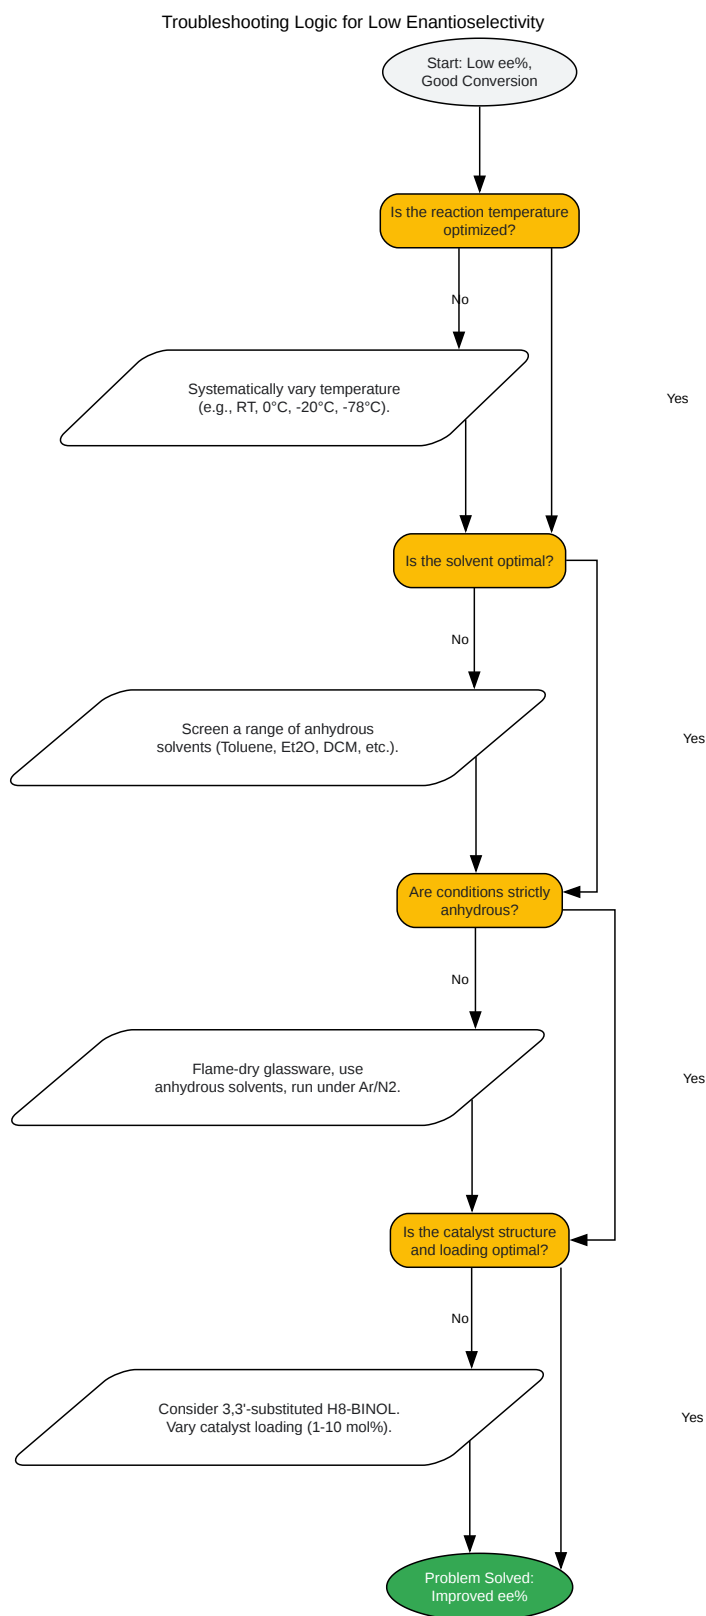 Troubleshooting Logic for Low Enantioselectivity
Start: Low ee%,
Good Conversion
Is the reaction temperature
optimized?
No
Systematically vary temperature
(e.g., RT, 0°C, -20°C, -78°C).
Yes
Is the solvent optimal?
No
Screen a range of anhydrous
solvents (Toluene, Et2O, DCM, etc.).
Yes
Are conditions strictly
anhydrous?
No
Flame-dry glassware, use
anhydrous solvents, run under Ar/N2.
Yes
Is the catalyst structure
and loading optimal?
No
Consider 3,3'-substituted H8-BINOL.
Vary catalyst loading (1-10 mol%).
Yes
Problem Solved:
Improved ee%